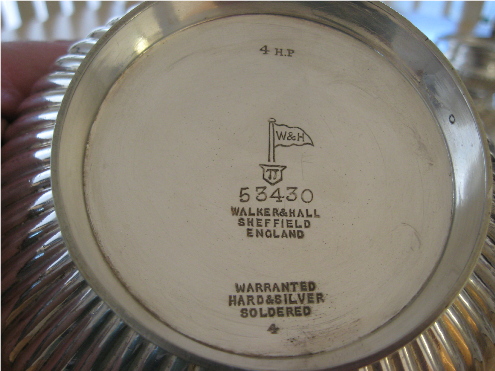 4 H.P
W&H
53430
WALKER&HALL
SHEFFIELD
ENGLAND
WARRANTED
HARD&SILVER
SOLDERED
4